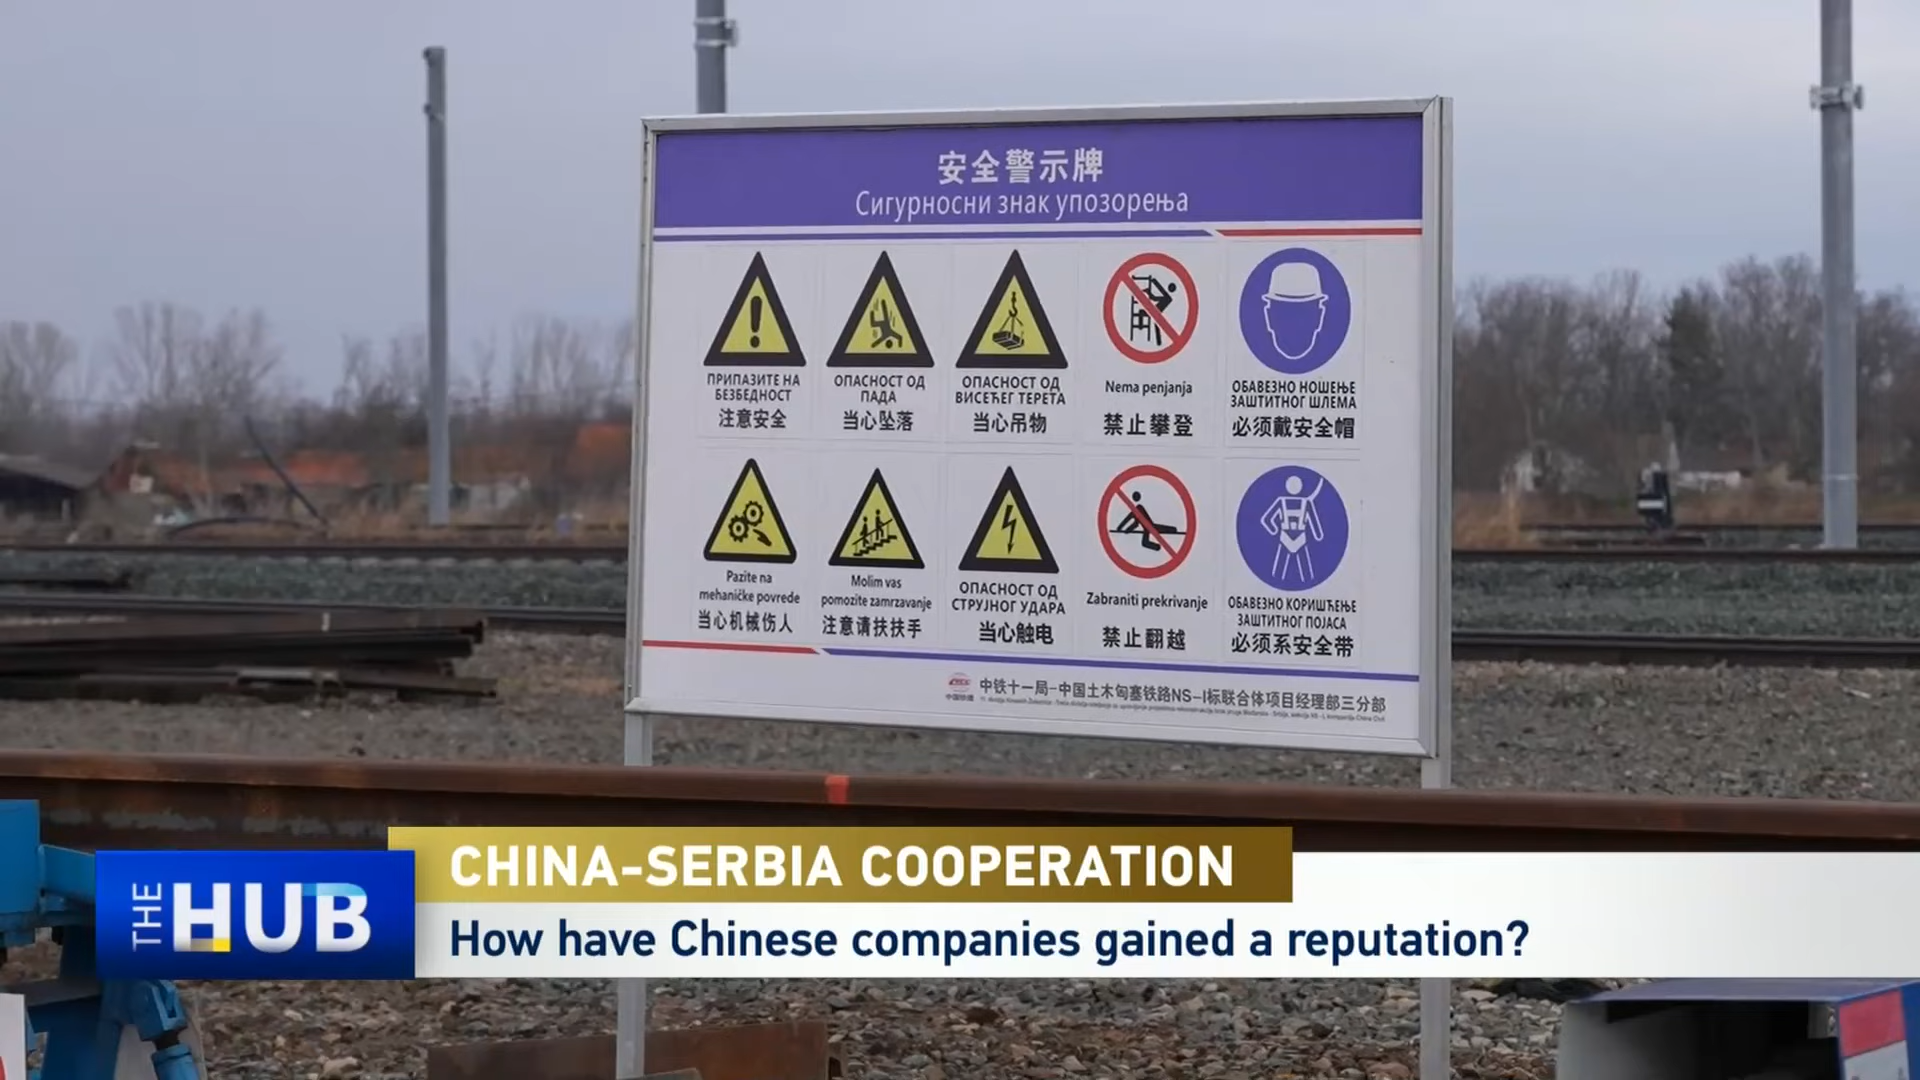 安全警示牌
Сигурносни знак упозорења
ПРИПАЗИТЕ НА
БЕЗБЕДНОСТ
注意安全
ОПАСНОСТ ОД
ПАДА
当心坠落
ОПАСНОСТ ОД
ВИСЕЋЕГ ТЕРЕТА
当心吊物
Nema penjanja
禁止攀登
ОБАВЕЗНО НОШЕЊЕ
ЗАШТИТНОГ ШЛЕМА
必须戴安全帽
Pazite na
mehaničke povrede
当心机械伤人
Molim vas
pomozite zamrzavanje
注意请扶扶手
ОПАСНОСТ ОД
СТРУЈНОГ УДАРА
当心触电
Zabraniti prekrivanje
禁止翻越
ОБАВЕЗНО КОРИШЋЕЊЕ
ЗАШТИТНОГ ПОЈАСА
必须系安全带
中国铁建
中铁十一局-中国土木匈塞铁路NS-I标联合体项目经理部三分部
CHINA-SERBIA COOPERATION
THE HUB
How have Chinese companies gained a reputation?